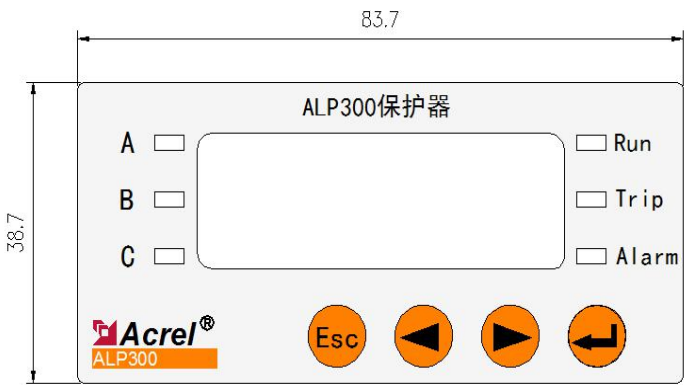 83.7
38.7
ALP300保护器
A
Run
B
Trip
C
Alarm
Acrel®
ALP300
Esc